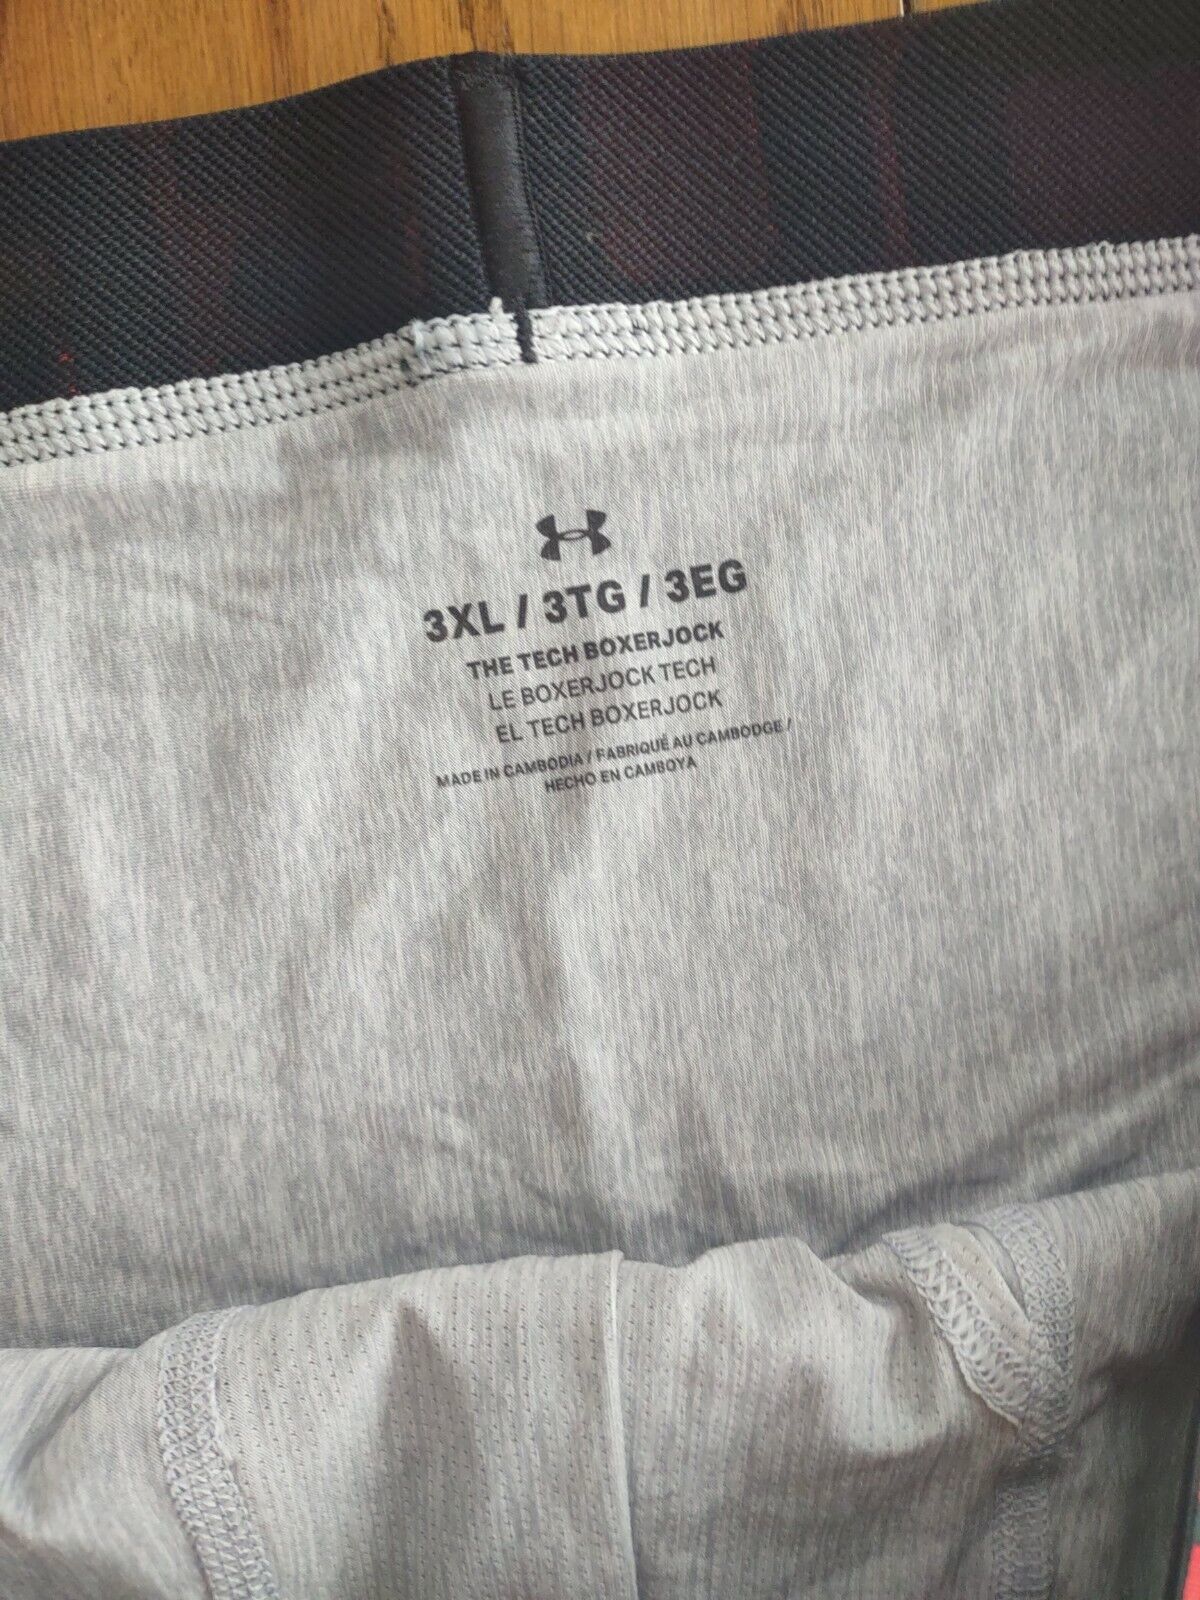 3XL / 3TG / 3EG
THE TECH BOXERJOCK
LE BOXERJOCK TECH
EL TECH BOXERJOCK
MADE IN CAMBODIA / FABRIQUÉ AU CAMBODGE /
HECHO EN CAMBOYA